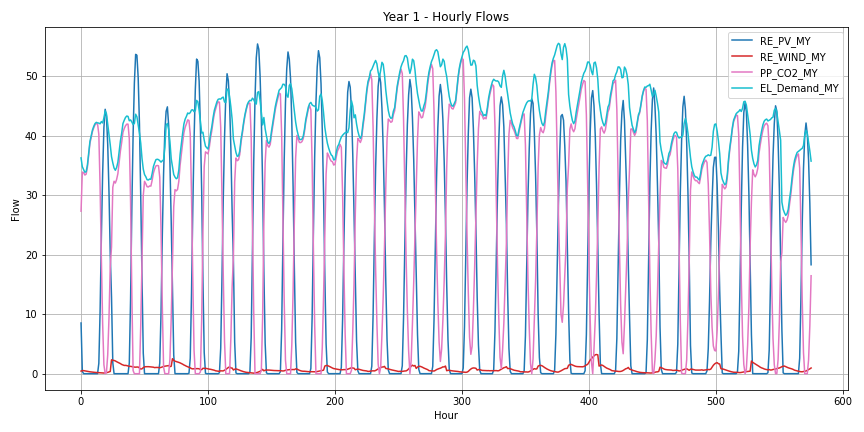 Year 1 - Hourly Flows
RE_PV_MY
RE_WIND_MY
PP_CO2_MY
EL_Demand_MY
Flow
50
40
30
20
10
0
0 100 200 300 400 500 600
Hour